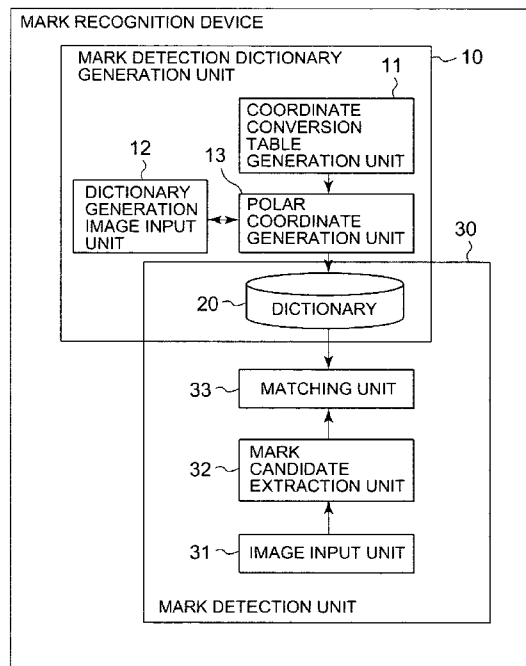 MARK RECOGNITION DEVICE
MARK DETECTION DICTIONARY
GENERATION UNIT
10
11
COORDINATE
CONVERSION
TABLE
GENERATION UNIT
12
DICTIONARY
GENERATION
IMAGE INPUT
UNIT
13
POLAR
COORDINATE
GENERATION UNIT
30
20
DICTIONARY
33
MATCHING UNIT
32
MARK
CANDIDATE
EXTRACTION UNIT
31
IMAGE INPUT UNIT
MARK DETECTION UNIT